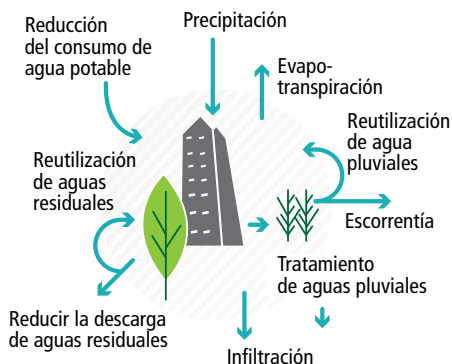 Reducción
del consumo de
agua potable
Precipitación
Evapo-
transpiración
Reutilización
de agua
pluviales
Reutilización
de aguas
residuales
Escorrentía
Tratamiento
de aguas pluviales
Reducir la descarga
de aguas residuales
Infiltración